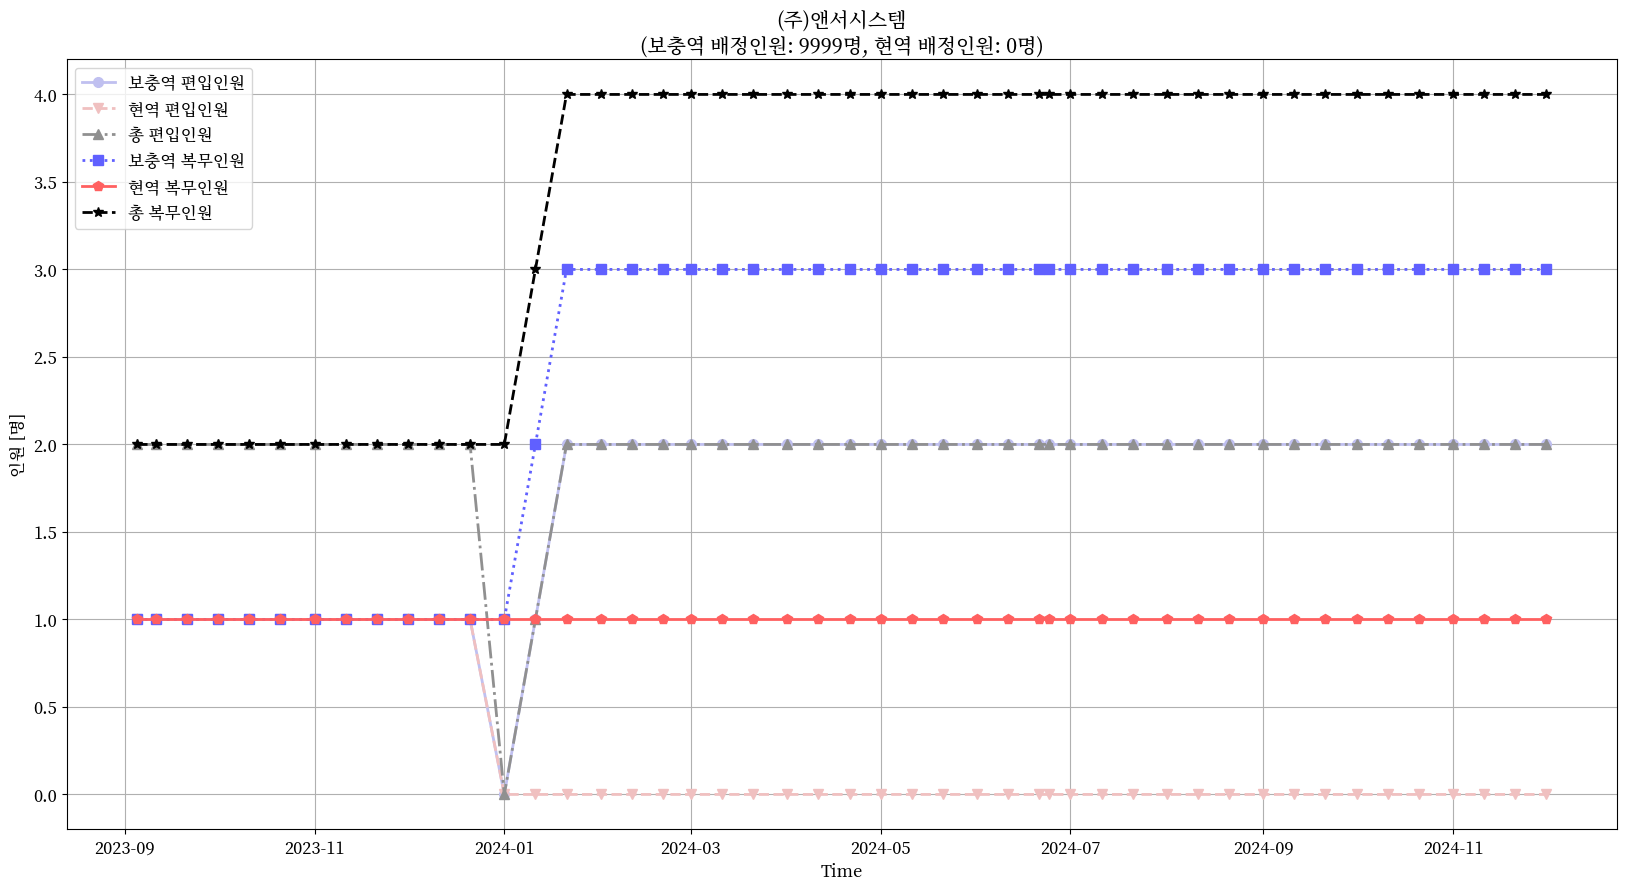 (주)앤서시스템
(보충역 배정인원: 9999명, 현역 배정인원: 0명)
보충역 편입인원
현역 편입인원
총 편입인원
보충역 복무인원
현역 복무인원
총 복무인원
4.0
3.5
3.0
2.5
2.0
1.5
1.0
0.5
0.0
인원 [명]
2023-09
2023-11
2024-01
2024-03
2024-05
2024-07
2024-09
2024-11
Time